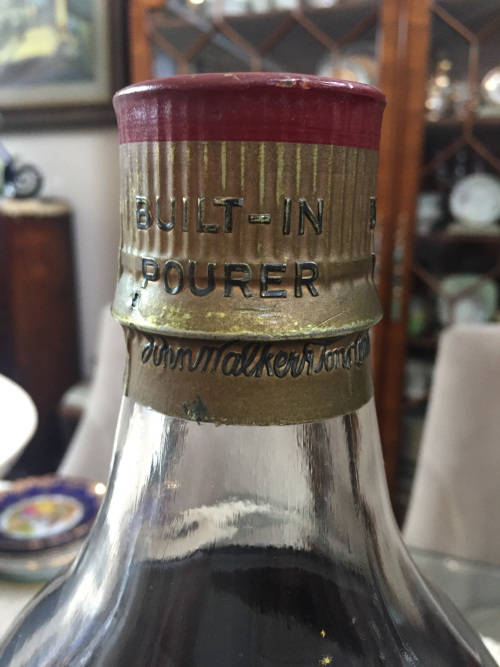 BUILT-IN
POURER
John Walker & Sons